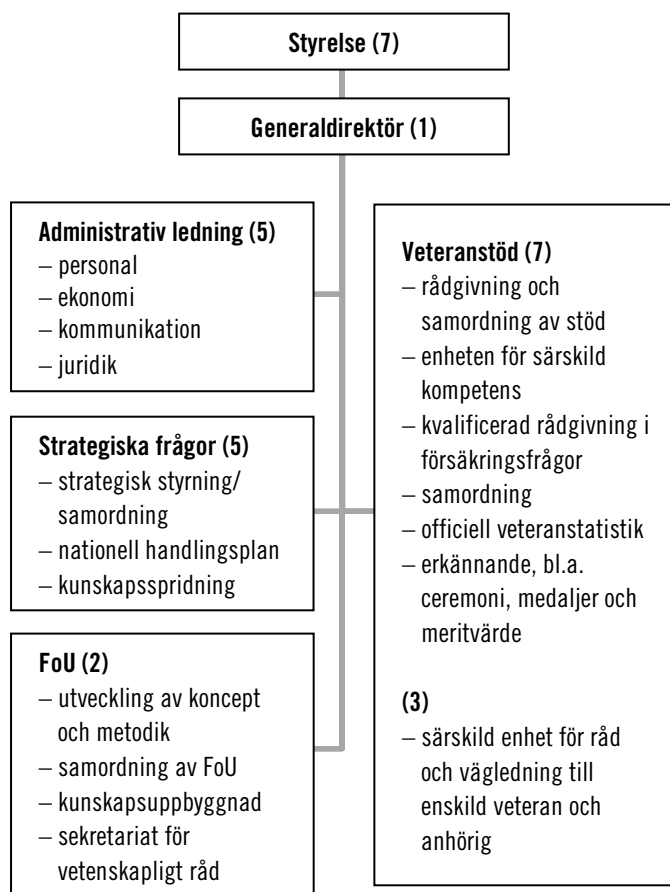 Styrelse (7)
Generaldirektör (1)
Administrativ ledning (5)
– personal
– ekonomi
– kommunikation
– juridik
Strategiska frågor (5)
– strategisk styrning/
samordning
– nationell handlingsplan
– kunskapsspridning
FoU (2)
– utveckling av koncept
och metodik
– samordning av FoU
– kunskapsuppbyggnad
– sekretariat för
vetenskapligt råd
Veteranstöd (7)
– rådgivning och
samordning av stöd
– enheten för särskild
kompetens
– kvalificerad rådgivning i
försäkringsfrågor
– samordning
– officiell veteranstatistik
– erkännande, bl.a.
ceremoni, medaljer och
meritvärde
(3)
– särskild enhet för råd
och vägledning till
enskild veteran och
anhörig